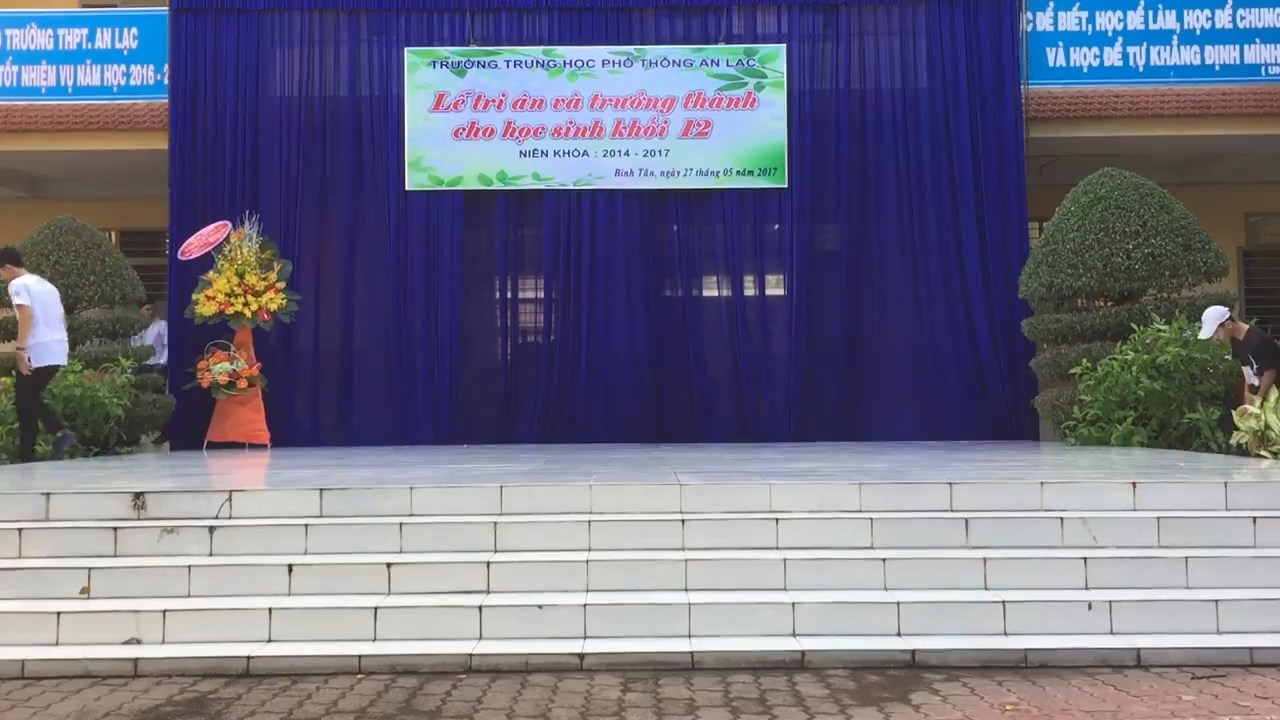 TRƯỜNG THPT. AN LẠC
TỐT NHIỆM VỤ NĂM HỌC 2016 -
TRƯỜNG TRUNG HỌC PHỔ THÔNG AN LẠC
Lễ tri ân và trưởng thành
cho học sinh khối 12
NIÊN KHÓA : 2014 - 2017
Bình Tân, ngày 27 tháng 05 năm 2017
ĐỂ BIẾT, HỌC ĐỂ LÀM, HỌC ĐỂ CHUNG
VÀ HỌC ĐỂ TỰ KHẲNG ĐỊNH MÌNH